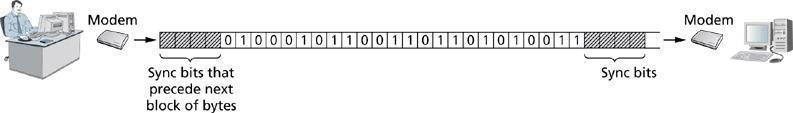 Modem
Modem
0 1 0 0 0 1 0 1 1 0 0 1 1 0 1 1 0 1 0 1 0 0 1 1
Sync bits that
precede next
block of bytes
Sync bits